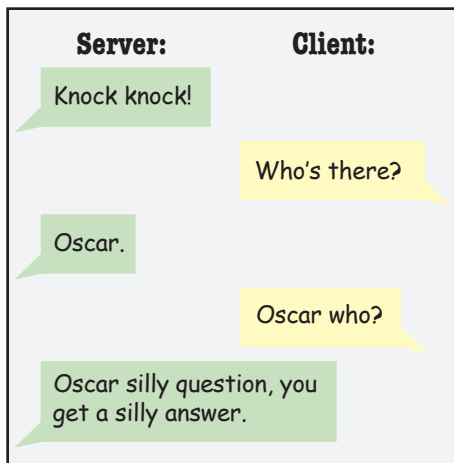 Server: Client:
Knock knock!
Who's there?
Oscar.
Oscar who?
Oscar silly question, you
get a silly answer.